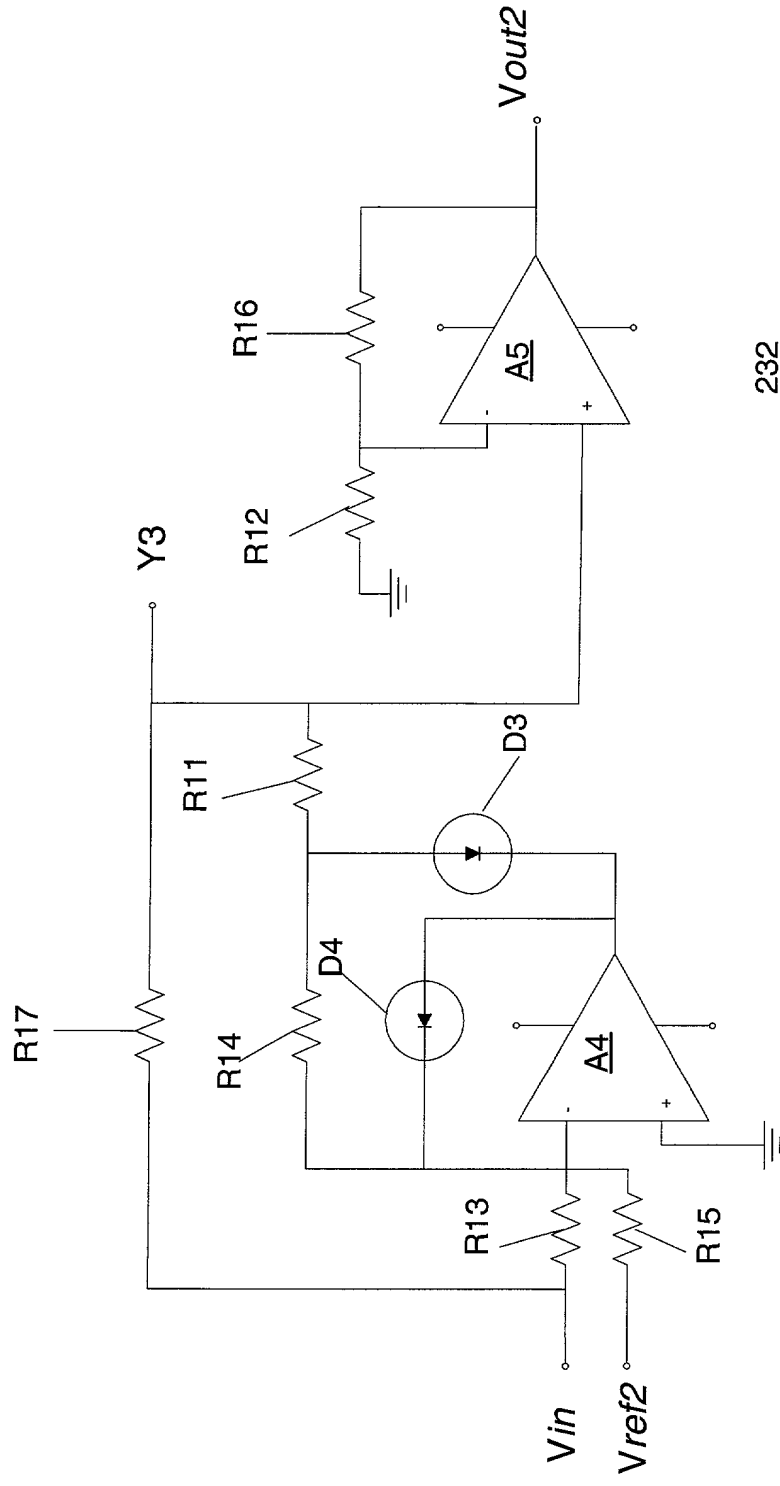 R17
Y3
R16
R14
R11
R12
Vout2
D4
D3
-
A5
+
R13
-
A4
+
R15
Vin
Vref2
232